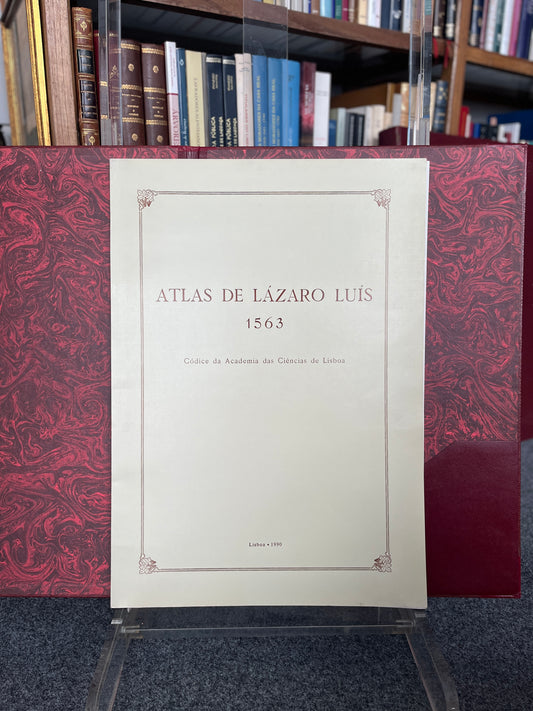 ATLAS DE LÁZARO LUÍS
1563
Códice da Academia das Ciências de Lisboa
Lisboa • 1990